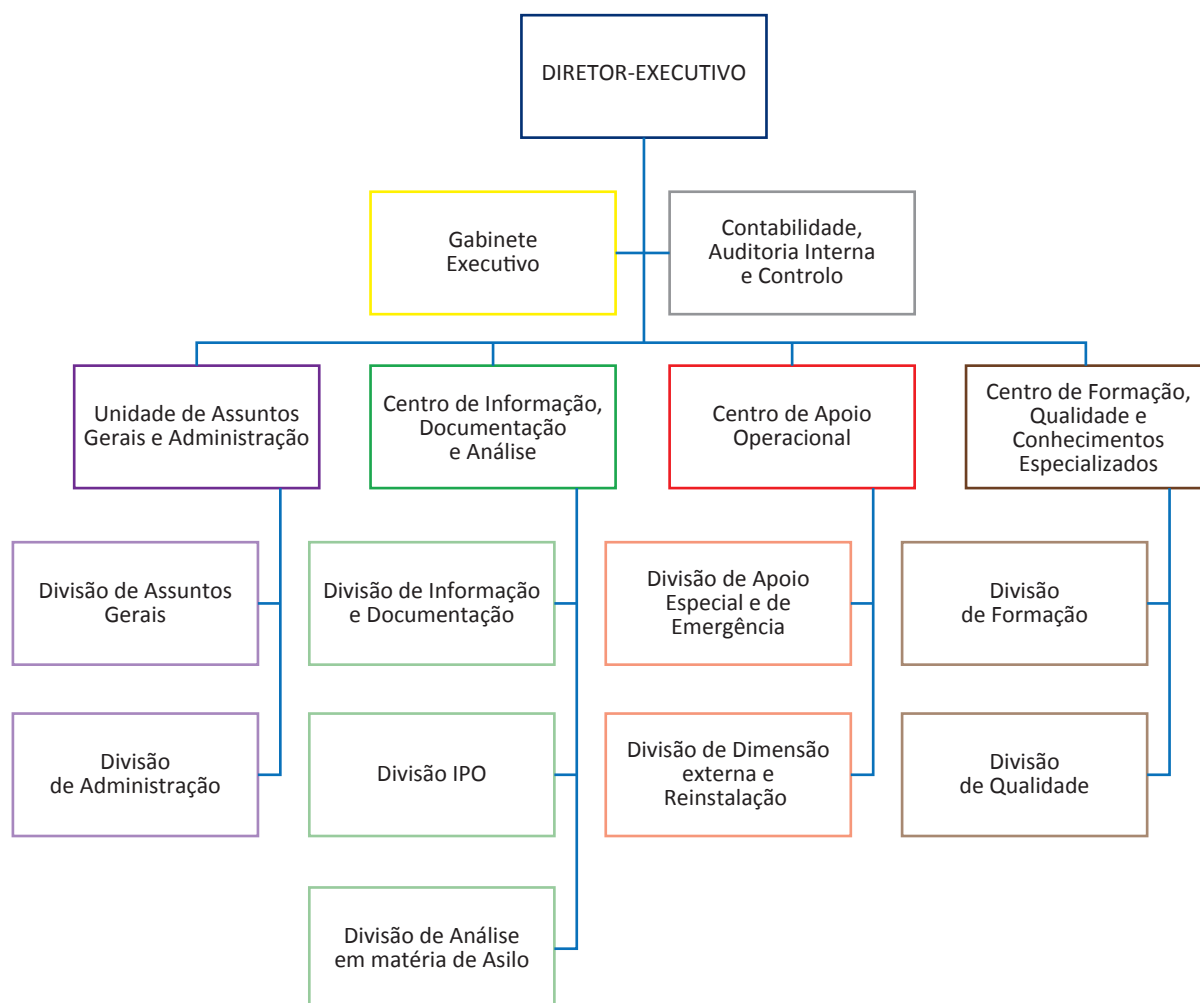 DIRETOR-EXECUTIVO
Gabinete
Executivo
Contabilidade,
Auditoria Interna
e Controlo
Unidade de Assuntos
Gerais e Administração
Centro de Informação,
Documentação
e Análise
Centro de Apoio
Operacional
Centro de Formação,
Qualidade e
Conhecimentos
Especializados
Divisão de Assuntos
Gerais
Divisão de Informação
e Documentação
Divisão de Apoio
Especial e de
Emergência
Divisão
de Formação
Divisão
de Administração
Divisão IPO
Divisão de Dimensão
externa e
Reinstalação
Divisão
de Qualidade
Divisão de Análise
em matéria de Asilo